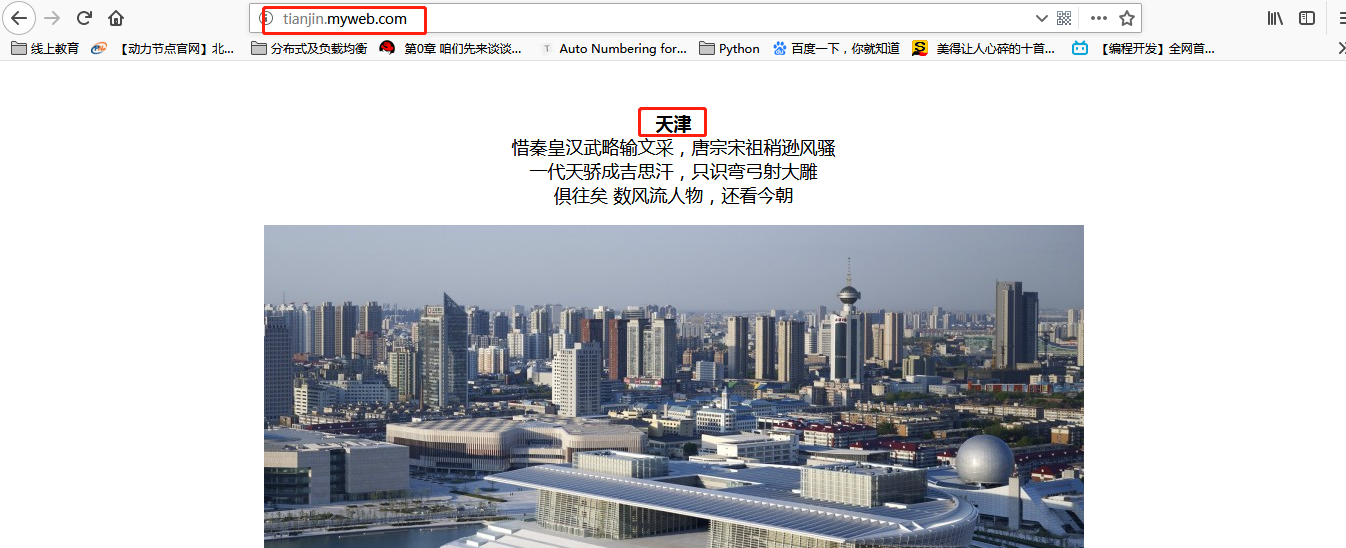 tianjin.myweb.com
线上教育 【动力节点官网】北... 分布式及负载均衡 第0章 咱们先来谈谈... Auto Numbering for... Python 百度一下，你就知道 美得让人心碎的十首... 【编程开发】全网首...
天津
惜秦皇汉武略输文采，唐宗宋祖稍逊风骚
一代天骄成吉思汗，只识弯弓射大雕
俱往矣 数风流人物，还看今朝